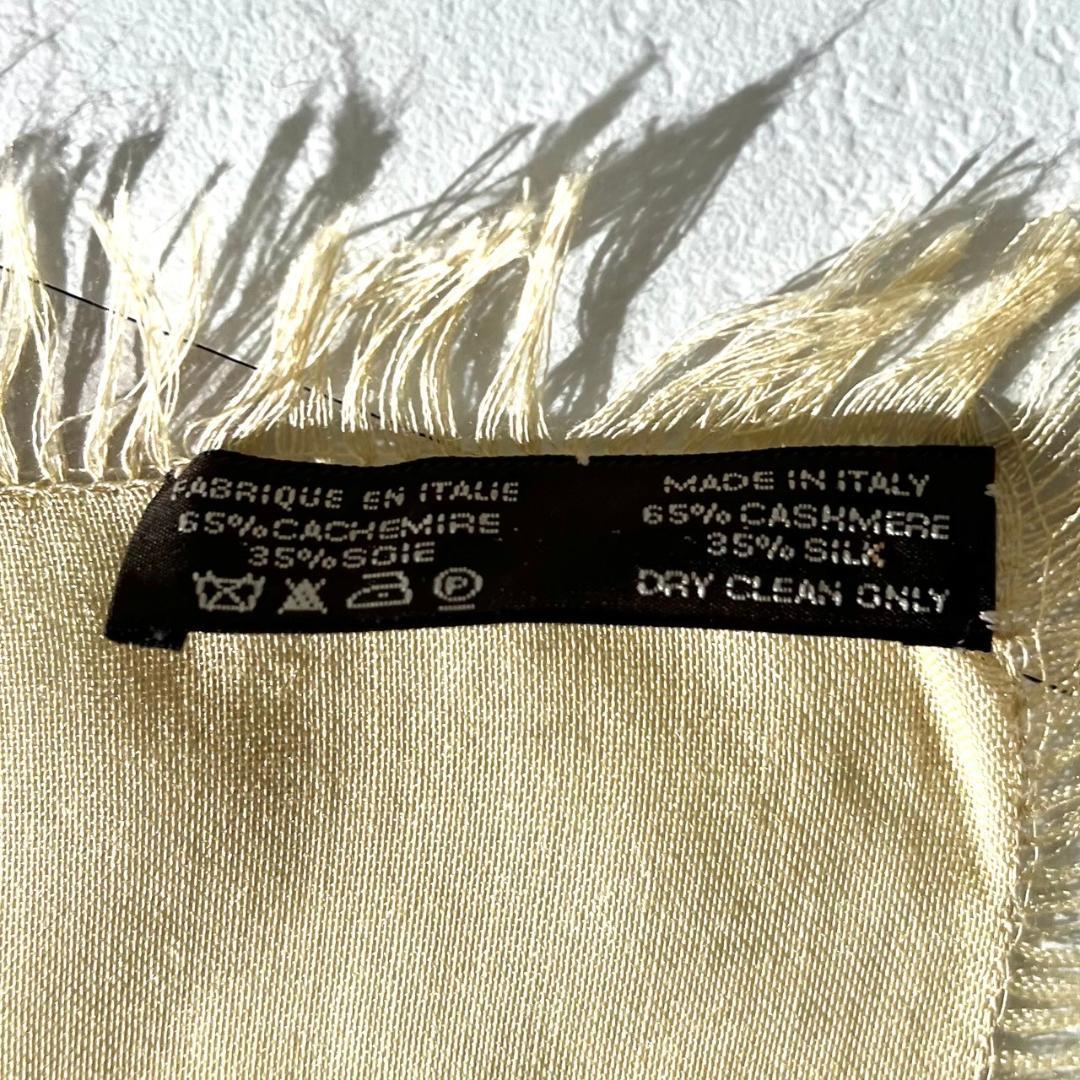 FABRIQUE EN ITALIE
65%CACHEMIRE
35%SOIE
P
MADE IN ITALY
65% CASHMERE
35% SILK
DRY CLEAN ONLY